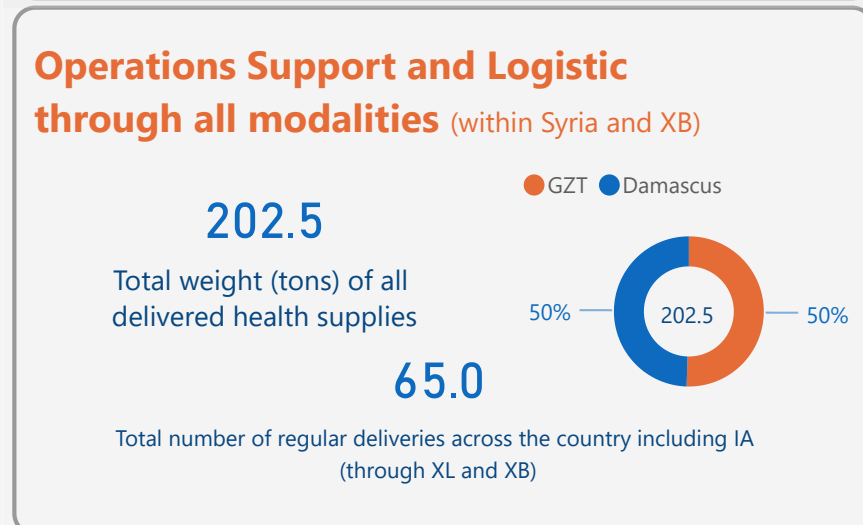 Operations Support and Logistic
through all modalities (within Syria and XB)
GZT Damascus
202.5
Total weight (tons) of all
delivered health supplies
50%
202.5
50%
65.0
Total number of regular deliveries across the country including IA
(through XL and XB)